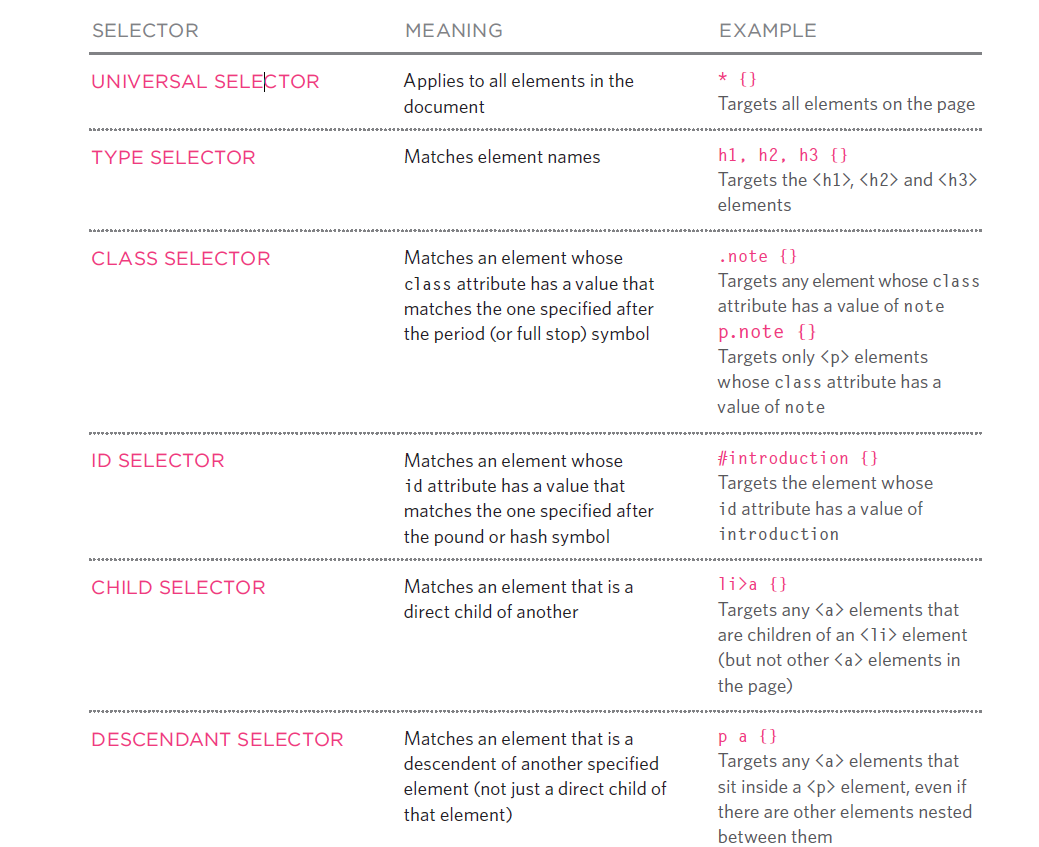 SELECTOR MEANING EXAMPLE
UNIVERSAL SELECTOR
Applies to all elements in the
document
* {}
Targets all elements on the page
TYPE SELECTOR
Matches element names
h1, h2, h3 {}
Targets the <h1>, <h2> and <h3>
elements
CLASS SELECTOR
Matches an element whose
class attribute has a value that
matches the one specified after
the period (or full stop) symbol
.note {}
Targets any element whose class
attribute has a value of note
p.note {}
Targets only <p> elements
whose class attribute has a
value of note
ID SELECTOR
Matches an element whose
id attribute has a value that
matches the one specified after
the pound or hash symbol
#introduction {}
Targets the element whose
id attribute has a value of
introduction
CHILD SELECTOR
Matches an element that is a
direct child of another
li>a {}
Targets any <a> elements that
are children of an <li> element
(but not other <a> elements in
the page)
DESCENDANT SELECTOR
Matches an element that is a
descendent of another specified
element (not just a direct child of
that element)
p a {}
Targets any <a> elements that
sit inside a <p> element, even if
there are other elements nested
between them